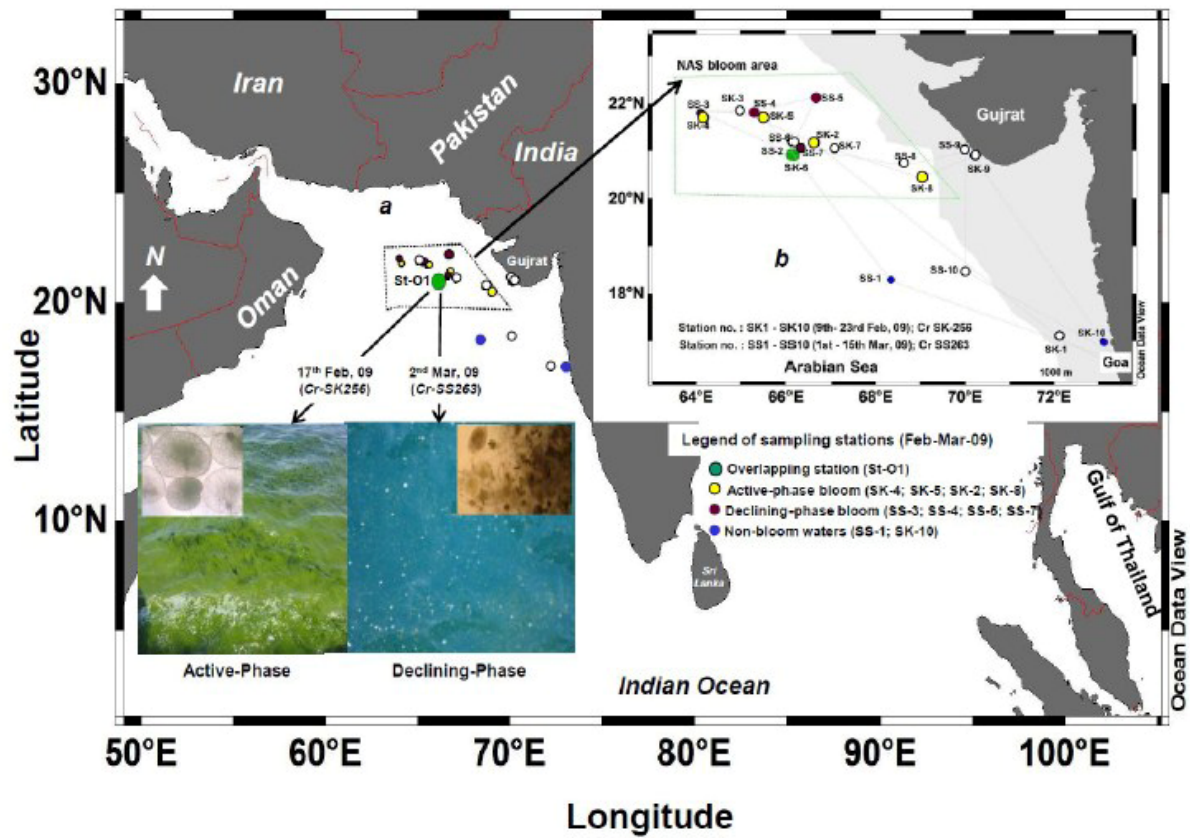 30°N
20°N
10°N
Latitude
50°E
60°E
70°E
80°E
90°E
100°E
Longitude
Iran
Pakistan
India
Oman
N
a
Gujrat
St-O1
17th Feb, 09
(Cr-SK256)
2nd Mar, 09
(Cr-SS263)
Active-Phase
Declining-Phase
Indian Ocean
Sri
Lanka
Gulf of Thailand
Ocean Data View
NAS bloom area
22°N
20°N
18°N
64°E
66°E
68°E
70°E
72°E
SS-3
SK-4
SK-3
SS-4
SK-5
SS-5
SS-6
SK-2
SS-2
SS-7
SK-7
SK-6
SS-8
SS-9
SK-9
SK-8
Gujrat
b
SS-1
SS-10
SK-10
SK-1
Goa
Station no. : SK1 - SK10 (9th- 23rd Feb, 09); Cr SK-256
Station no. : SS1 - SS10 (1st - 15th Mar, 09); Cr SS263
Arabian Sea
1000 m
Ocean Data View
Legend of sampling stations (Feb-Mar-09)
Overlapping station (St-O1)
Active-phase bloom (SK-4; SK-5; SK-2; SK-8)
Declining-phase bloom (SS-3; SS-4; SS-5; SS-7)
Non-bloom waters (SS-1; SK-10)